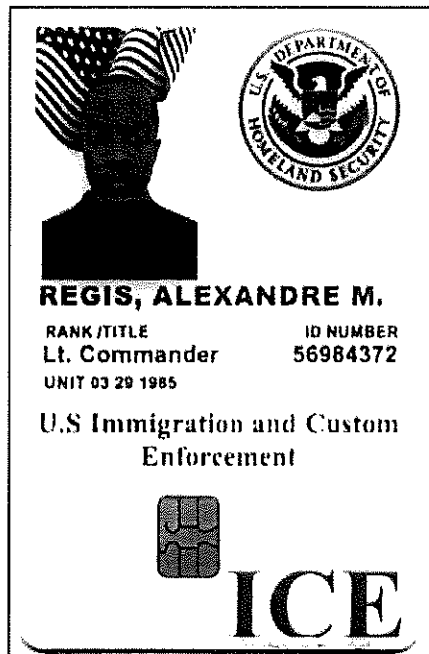 U.S. DEPARTMENT OF
HOMELAND SECURITY
REGIS, ALEXANDRE M.
RANK/TITLE ID NUMBER
Lt. Commander 56984372
UNIT 03 29 1985
U.S Immigration and Custom
Enforcement
ICE